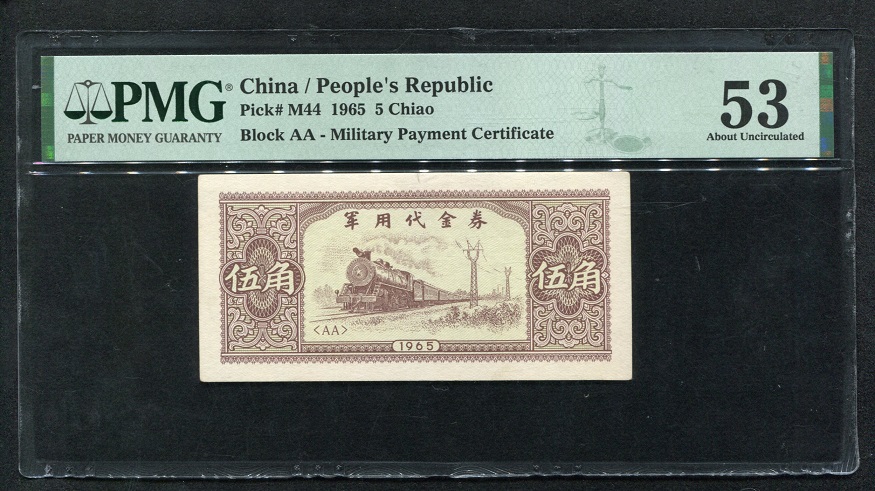 PMG®
PAPER MONEY GUARANTY
China / People's Republic
Pick# M44 1965 5 Chiao
Block AA - Military Payment Certificate
53
About Uncirculated
军用代金券
伍角
伍角
<AA>
1965